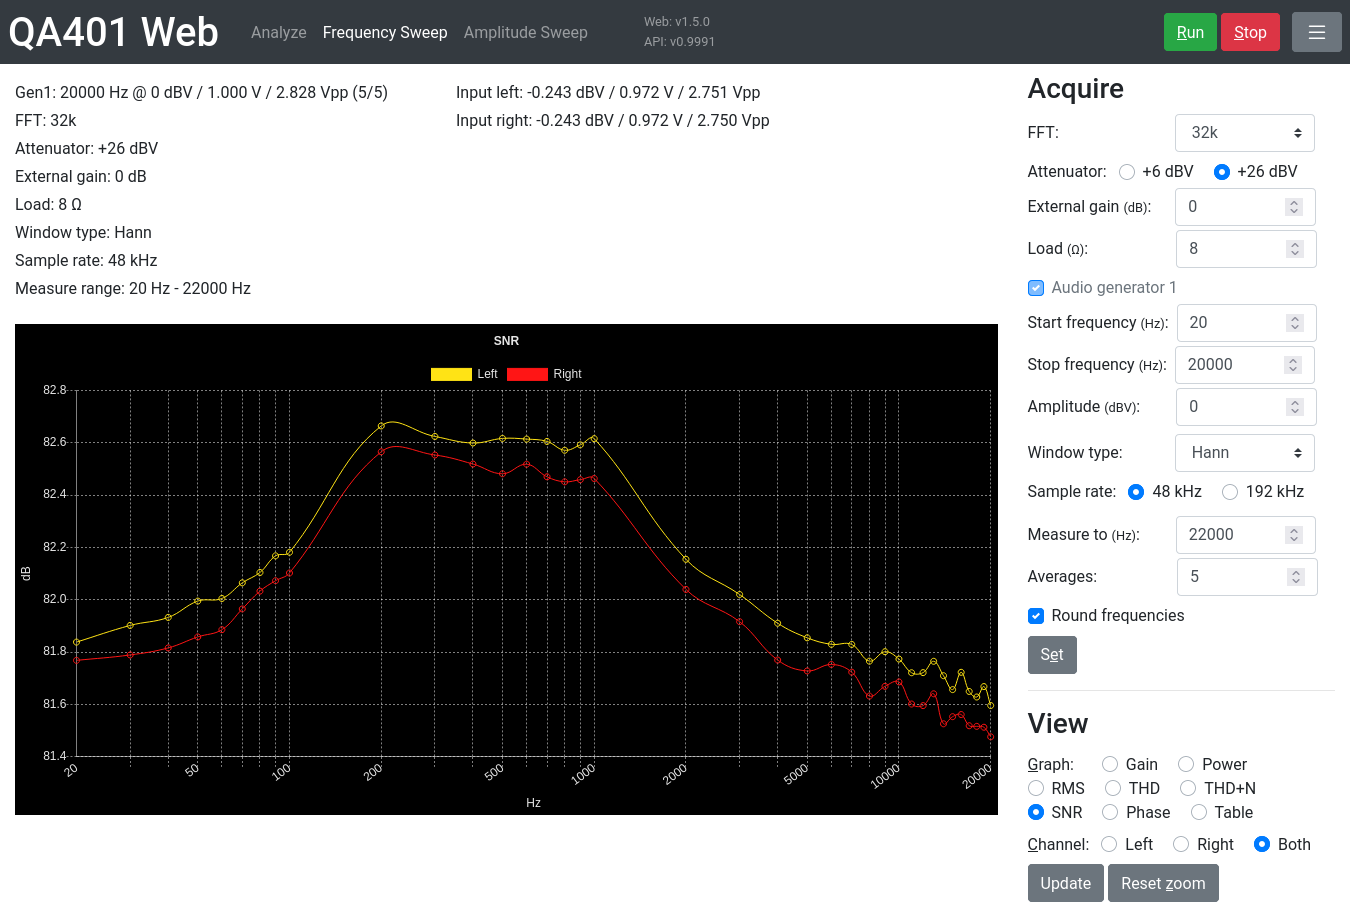 QA401 Web
Analyze Frequency Sweep Amplitude Sweep
Web: v1.5.0
API: v0.9991
Run Stop
Gen1: 20000 Hz @ 0 dBV / 1.000 V / 2.828 Vpp (5/5)
FFT: 32k
Attenuator: +26 dBV
External gain: 0 dB
Load: 8 Ω
Window type: Hann
Sample rate: 48 kHz
Measure range: 20 Hz - 22000 Hz
Input left: -0.243 dBV / 0.972 V / 2.751 Vpp
Input right: -0.243 dBV / 0.972 V / 2.750 Vpp
SNR
Left Right
82.8
82.6
82.4
82.2
82.0
81.8
81.6
81.4
dB
20 50 100 200 500 1000 2000 5000 10000 20000
Hz
Acquire
FFT: 32k
Attenuator: +6 dBV +26 dBV
External gain (dB): 0
Load (Ω): 8
Audio generator 1
Start frequency (Hz): 20
Stop frequency (Hz): 20000
Amplitude (dBV): 0
Window type: Hann
Sample rate: 48 kHz 192 kHz
Measure to (Hz): 22000
Averages: 5
Round frequencies
Set
View
Graph: Gain Power
RMS THD THD+N
SNR Phase Table
Channel: Left Right Both
Update Reset zoom